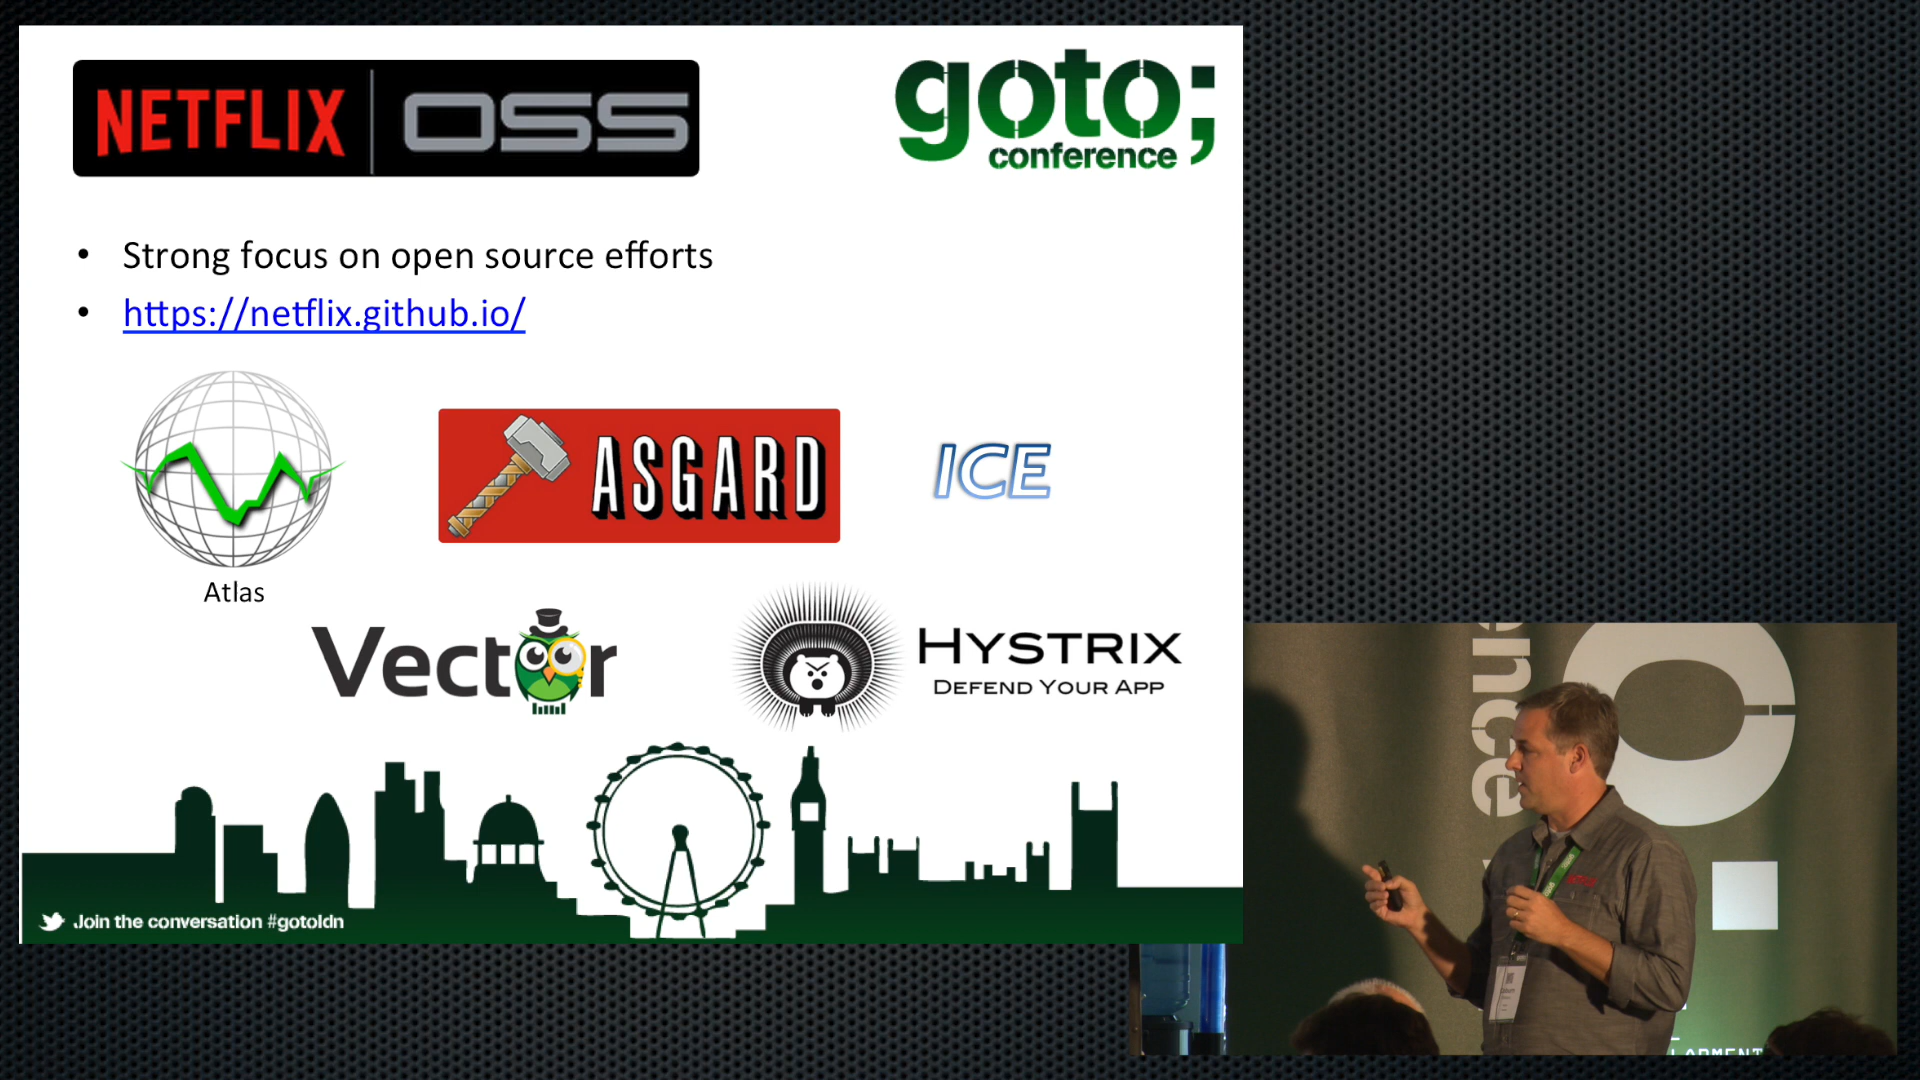 NETFLIX OSS
goto;
conference
• Strong focus on open source efforts
• https://netflix.github.io/
ASGARD
ICE
Atlas
Vector
HYSTRIX
DEFEND YOUR APP
Join the conversation #gotoldn
ence